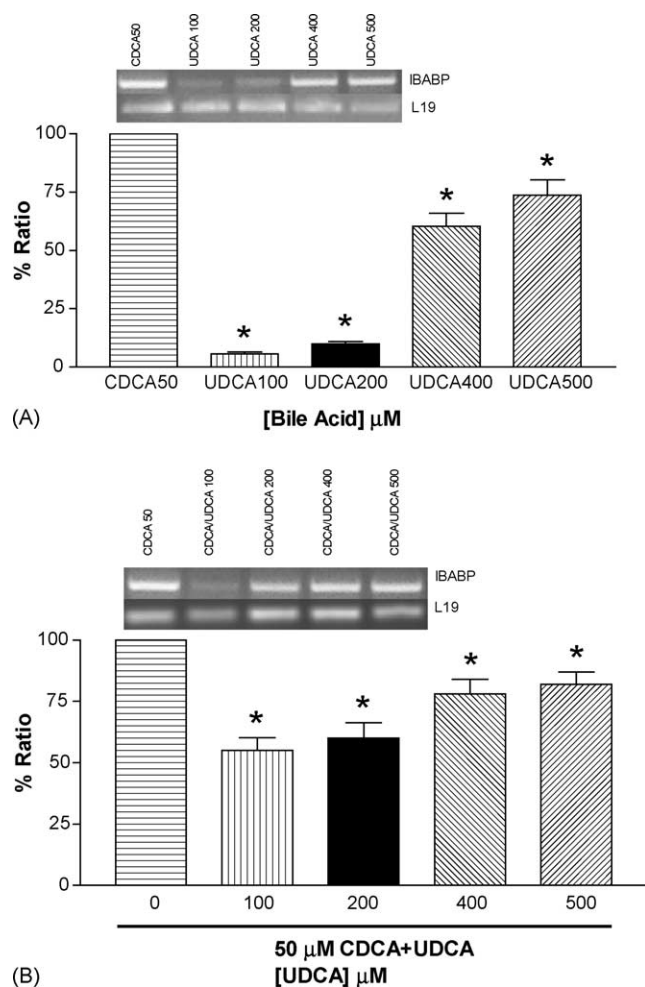 CDCA50
UDCA 100
UDCA 200
UDCA 400
UDCA 500
IBABP
L19
% Ratio
100
75
50
25
0
*
*
*
*
CDCA50 UDCA100 UDCA200 UDCA400 UDCA500
(A) [Bile Acid] μM
CDCA 50
CDCA/UDCA 100
CDCA/UDCA 200
CDCA/UDCA 400
CDCA/UDCA 500
IBABP
L19
% Ratio
100
75
50
25
0
*
*
*
*
0 100 200 400 500
50 μM CDCA+UDCA
(B) [UDCA] μM